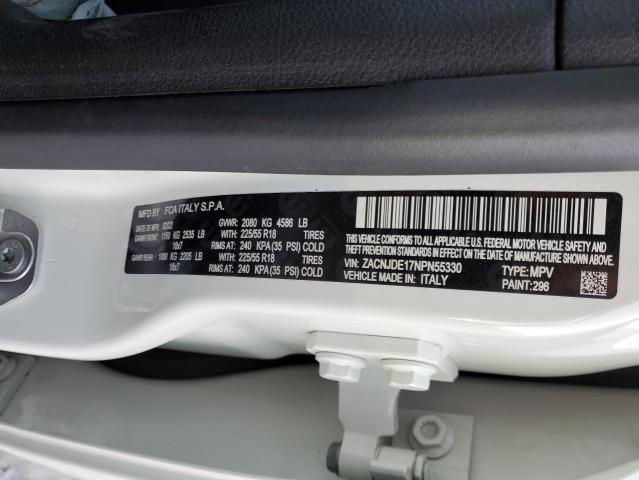 MFD BY FCA ITALY S.P.A.
DATE OF MFR. 02/22 GVWR: 2080 KG 4586 LB
GAWR FRONT: 1150 KG 2535 LB WITH: 225/55 R18 TIRES
18x7 RIMS AT: 240 KPA(35 PSI) COLD
GAWR REAR: 1000 KG 2205 LB WITH: 225/55 R18 TIRES
18x7 RIMS AT: 240 KPA(35 PSI) COLD
THIS VEHICLE CONFORMS TO ALL APPLICABLE U.S. FEDERAL MOTOR VEHICLE SAFETY AND
THEFT PREVENTION STANDARDS IN EFFECT ON THE DATE OF MANUFACTURE SHOWN ABOVE.
VIN: ZACNJDE17NPN55330 TYPE: MPV
VEHICLE MADE IN: ITALY PAINT:296